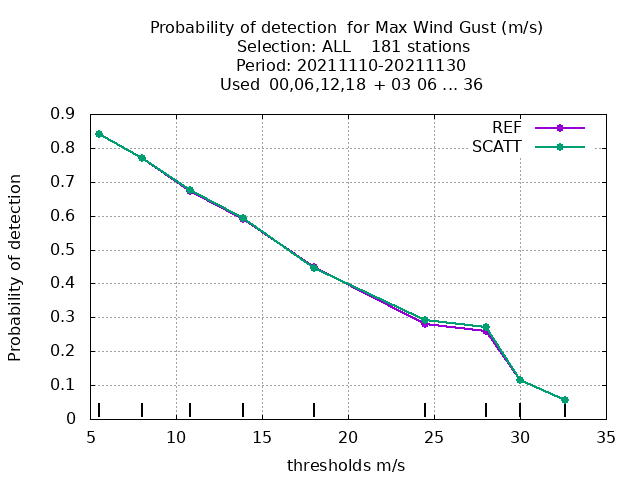 Probability of detection  for Max Wind Gust (m/s)
Selection: ALL    181 stations
Period: 20211110-20211130
Used  00,06,12,18  + 03 06 ... 36
REF
SCATT
Probability of detection
0.9
0.8
0.7
0.6
0.5
0.4
0.3
0.2
0.1
0
5 10 15 20 25 30 35
thresholds m/s